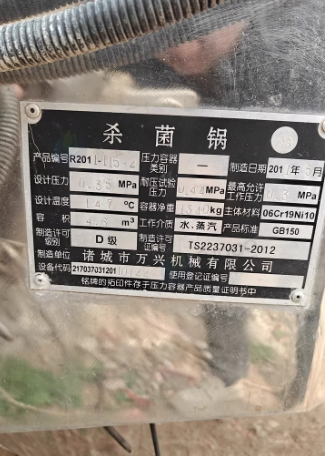 杀菌锅
产品编号 压力容器类别 一 制造日期
设计压力 0.35 MPa 耐压试验压力 MPa 最高允许工作压力 MPa
设计温度 147 ℃ 容器净重 kg 主体材料 06Cr19Ni10
容积 m³ 工作介质 水、蒸汽 产品标准 GB150
制造许可级别 D级 制造许可证编号 TS2237031-2012
制造单位 诸城市万兴机械有限公司
设备代码 使用登记证编号
铭牌的拓印件存于压力容器产品质量证明书中